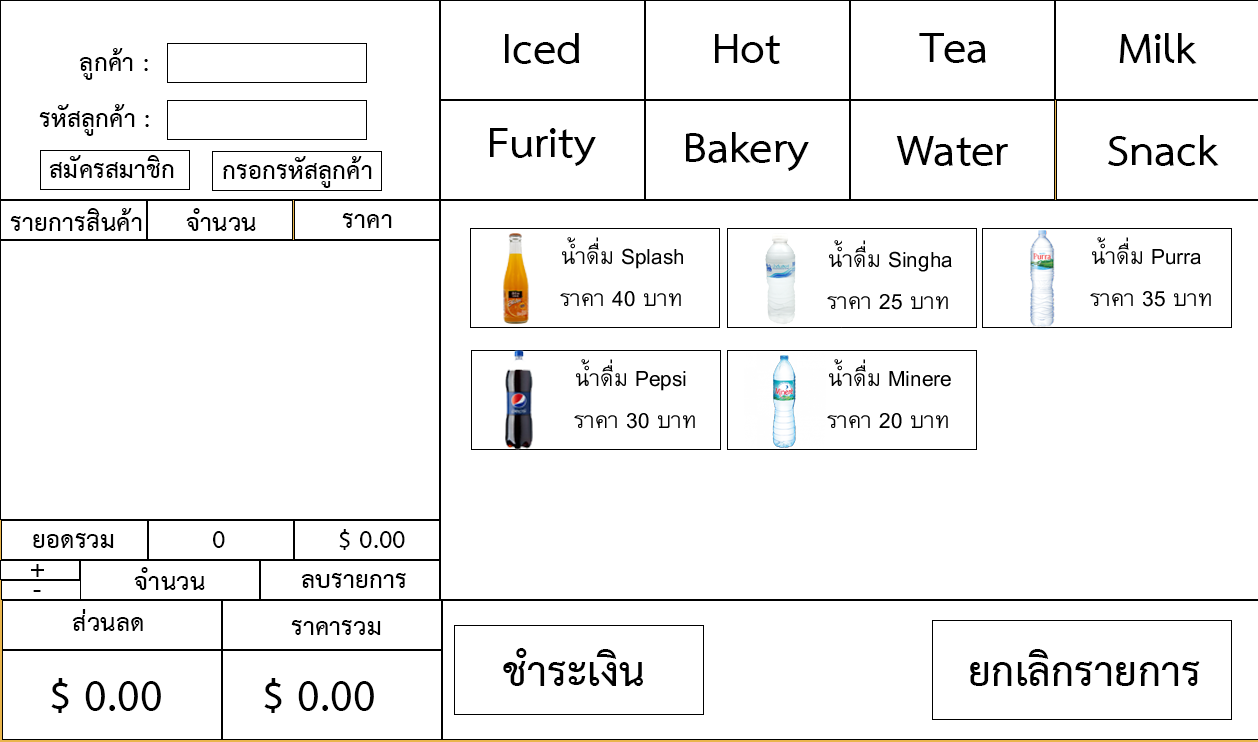 ลูกค้า :
รหัสลูกค้า :
สมัครสมาชิก
กรอกรหัสลูกค้า
Iced
Hot
Tea
Milk
Furity
Bakery
Water
Snack
รายการสินค้า
จำนวน
ราคา
น้ำดื่ม Splash
ราคา 40 บาท
น้ำดื่ม Singha
ราคา 25 บาท
Purra
น้ำดื่ม Purra
ราคา 35 บาท
น้ำดื่ม Pepsi
ราคา 30 บาท
น้ำดื่ม Minere
ราคา 20 บาท
ยอดรวม
0
$ 0.00
+
-
จำนวน
ลบรายการ
ส่วนลด
ราคารวม
$ 0.00
$ 0.00
ชำระเงิน
ยกเลิกรายการ